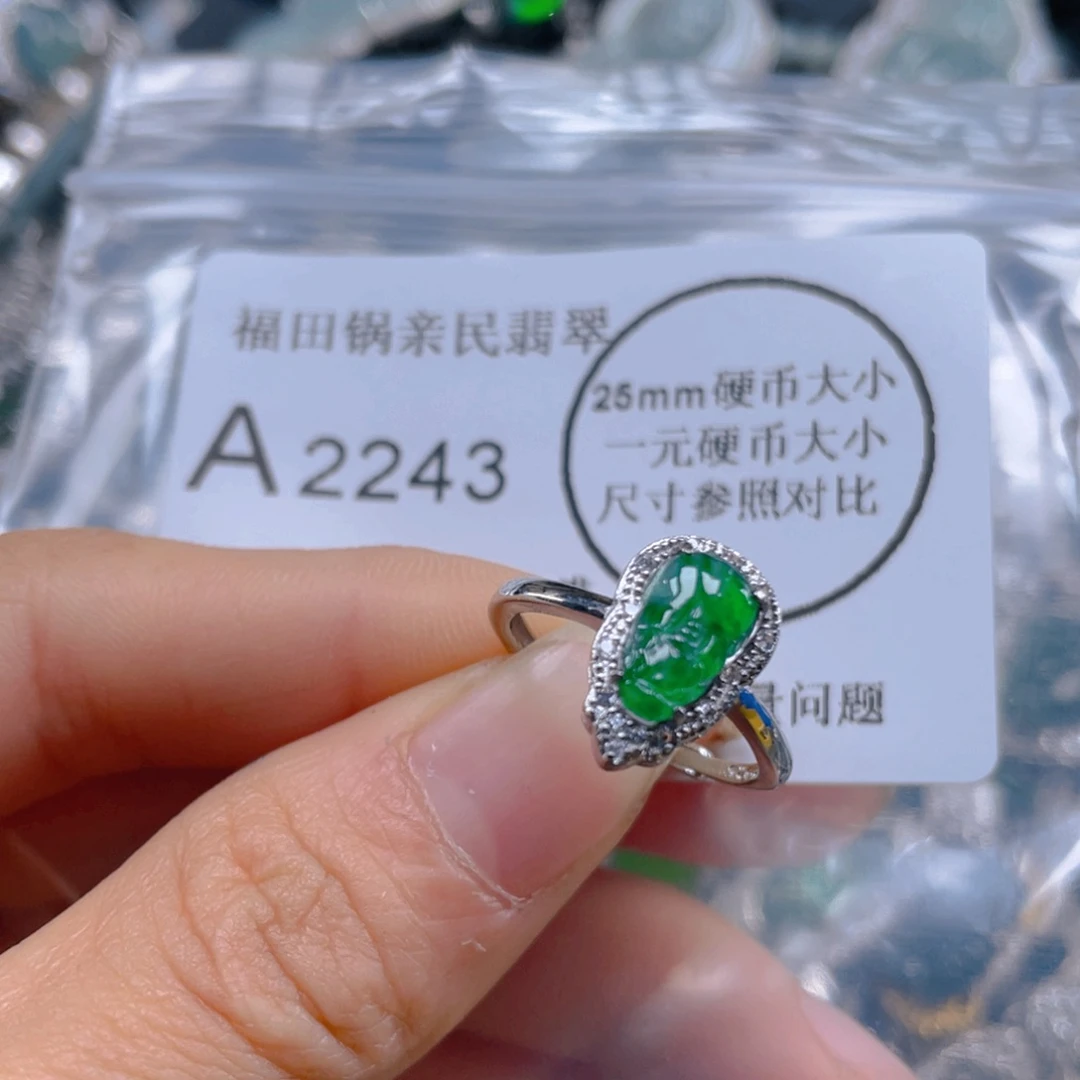 福田锅亲民翡翠
A 2243
25mm硬币大小
一元硬币大小
尺寸参照对比
问题